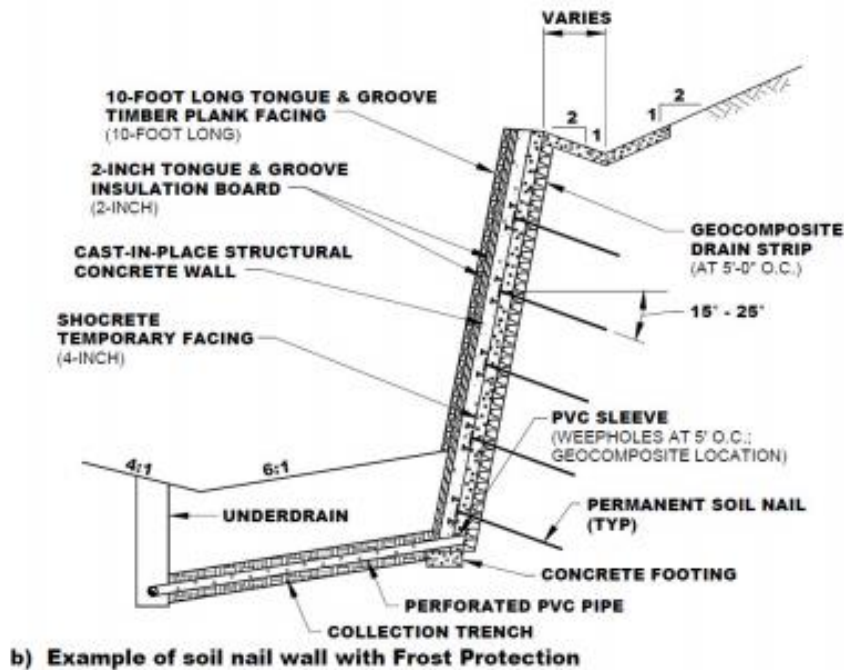 VARIES
2
1
1
2
10-FOOT LONG TONGUE & GROOVE
TIMBER PLANK FACING
(10-FOOT LONG)
2-INCH TONGUE & GROOVE
INSULATION BOARD
(2-INCH)
CAST-IN-PLACE STRUCTURAL
CONCRETE WALL
SHOCRETE
TEMPORARY FACING
(4-INCH)
GEOCOMPOSITE
DRAIN STRIP
(AT 5'-0" O.C.)
15° - 25°
PVC SLEEVE
(WEEPHOLES AT 5' O.C.;
GEOCOMPOSITE LOCATION)
4:1
6:1
UNDERDRAIN
PERMANENT SOIL NAIL
(TYP)
CONCRETE FOOTING
PERFORATED PVC PIPE
COLLECTION TRENCH
b) Example of soil nail wall with Frost Protection